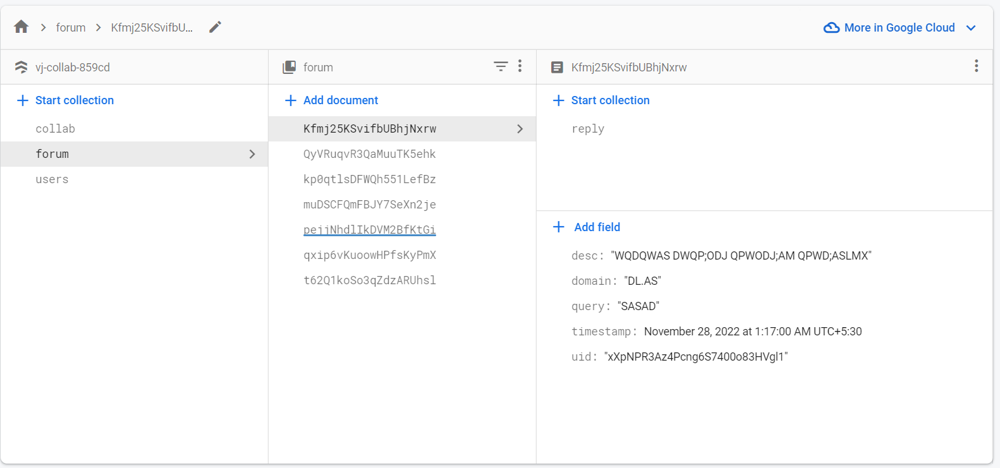 forum
Kfmj25KSvifbU...
More in Google Cloud
vj-collab-859cd
Start collection
collab
forum
users
forum
Add document
Kfmj25KSvifbUBhjNxrw
QyVRuqvR3QaMuuTK5ehk
kp0qtlsDFWQh551LefBz
muDSCFQmFBJY7SeXn2je
pejjNhdlIkDVM2BfKtGi
qxip6vKuoowHPfsKyPmX
t62Q1koSo3qZdzARUhsl
Kfmj25KSvifbUBhjNxrw
Start collection
reply
Add field
desc: "WQDQWAS DWQP;ODJ QPWODJ;AM QPWD;ASLMX"
domain: "DL.AS"
query: "SASAD"
timestamp: November 28, 2022 at 1:17:00 AM UTC+5:30
uid: "xXpNPR3Az4Pcng6S7400o83HVgl1"